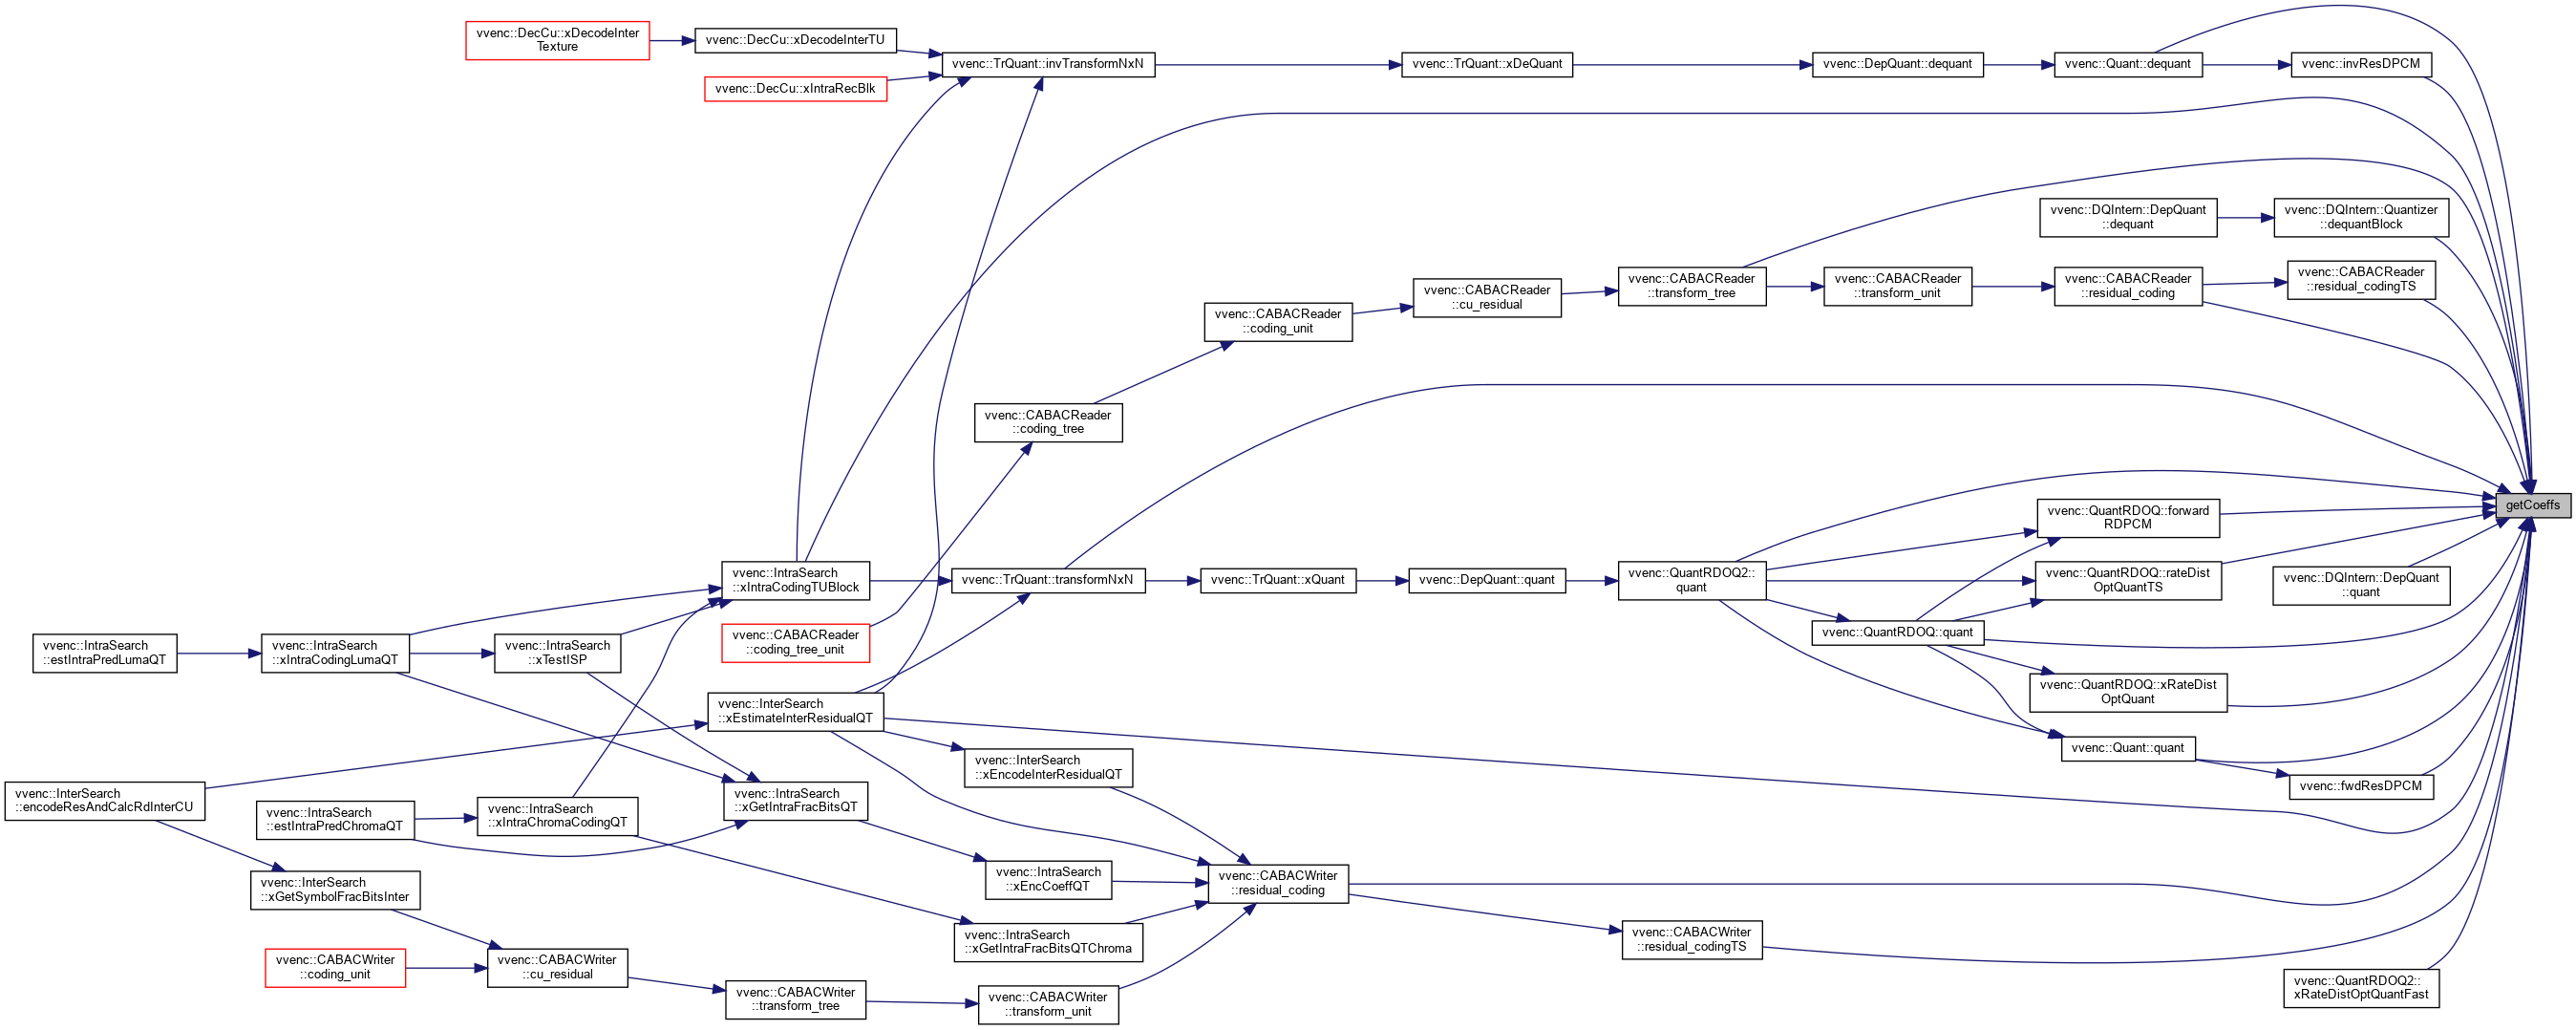 vvenc::DecCu::xDecodeInter
Texture
vvenc::DecCu::xDecodeInterTU
vvenc::DecCu::xIntraRecBlk
vvenc::TrQuant::invTransformNxN
vvenc::TrQuant::xDeQuant
vvenc::DepQuant::dequant
vvenc::Quant::dequant
vvenc::invResDPCM
vvenc::DQIntern::DepQuant
::dequant
vvenc::DQIntern::Quantizer
::dequantBlock
vvenc::CABACReader
::coding_unit
vvenc::CABACReader
::cu_residual
vvenc::CABACReader
::transform_tree
vvenc::CABACReader
::transform_unit
vvenc::CABACReader
::residual_coding
vvenc::CABACReader
::residual_codingTS
vvenc::CABACReader
::coding_tree
getCoeffs
vvenc::QuantRDOQ::forward
RDPCM
vvenc::IntraSearch
::xIntraCodingTUBlock
vvenc::TrQuant::transformNxN
vvenc::TrQuant::xQuant
vvenc::DepQuant::quant
vvenc::QuantRDOQ2::
quant
vvenc::QuantRDOQ::rateDist
OptQuantTS
vvenc::DQIntern::DepQuant
::quant
vvenc::IntraSearch
::estIntraPredLumaQT
vvenc::IntraSearch
::xIntraCodingLumaQT
vvenc::IntraSearch
::xTestISP
vvenc::CABACReader
::coding_tree_unit
vvenc::QuantRDOQ::quant
vvenc::InterSearch
::xEstimateInterResidualQT
vvenc::QuantRDOQ::xRateDist
OptQuant
vvenc::Quant::quant
vvenc::InterSearch
::xEncodeInterResidualQT
vvenc::fwdResDPCM
vvenc::InterSearch
::encodeResAndCalcRdInterCU
vvenc::IntraSearch
::estIntraPredChromaQT
vvenc::IntraSearch
::xIntraChromaCodingQT
vvenc::IntraSearch
::xGetIntraFracBitsQT
vvenc::InterSearch
::xGetSymbolFracBitsInter
vvenc::IntraSearch
::xEncCoeffQT
vvenc::CABACWriter
::residual_coding
vvenc::IntraSearch
::xGetIntraFracBitsQTChroma
vvenc::CABACWriter
::residual_codingTS
vvenc::CABACWriter
::coding_unit
vvenc::CABACWriter
::cu_residual
vvenc::CABACWriter
::transform_tree
vvenc::CABACWriter
::transform_unit
vvenc::QuantRDOQ2::
xRateDistOptQuantFast